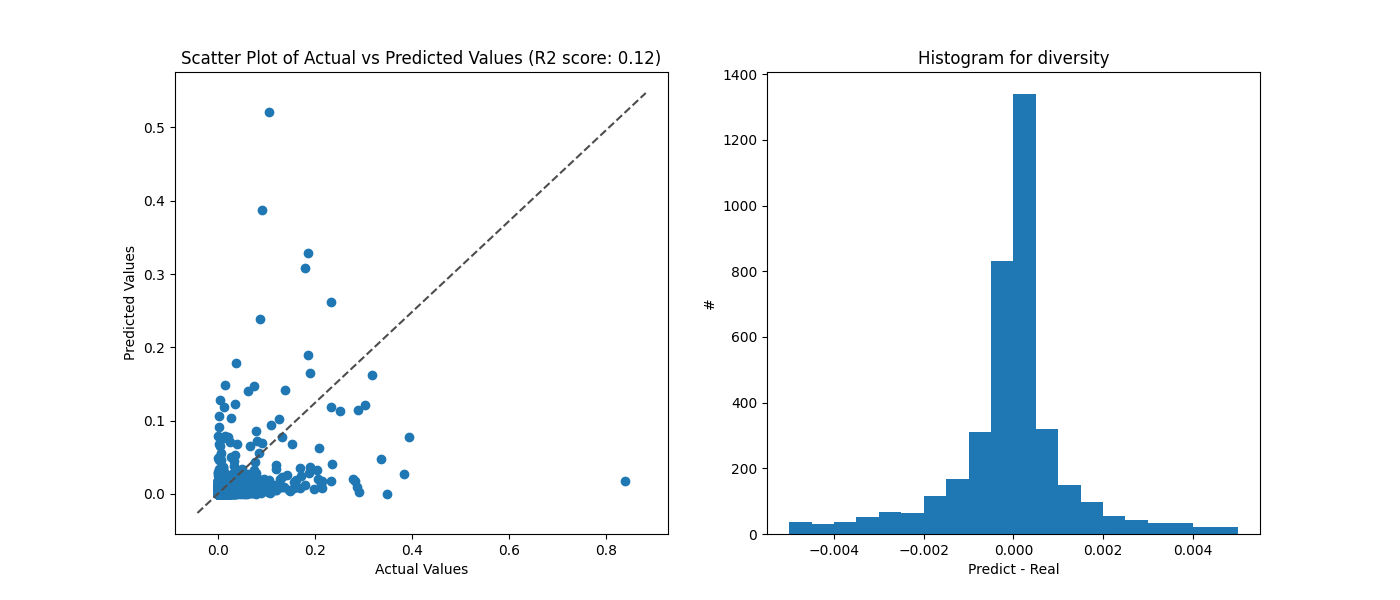 Scatter Plot of Actual vs Predicted Values (R2 score: 0.12)
0.5
0.4
0.3
0.2
0.1
0.0
Predicted Values
0.0 0.2 0.4 0.6 0.8
Actual Values
Histogram for diversity
1400
1200
1000
800
600
400
200
0
#
−0.004 −0.002 0.000 0.002 0.004
Predict - Real